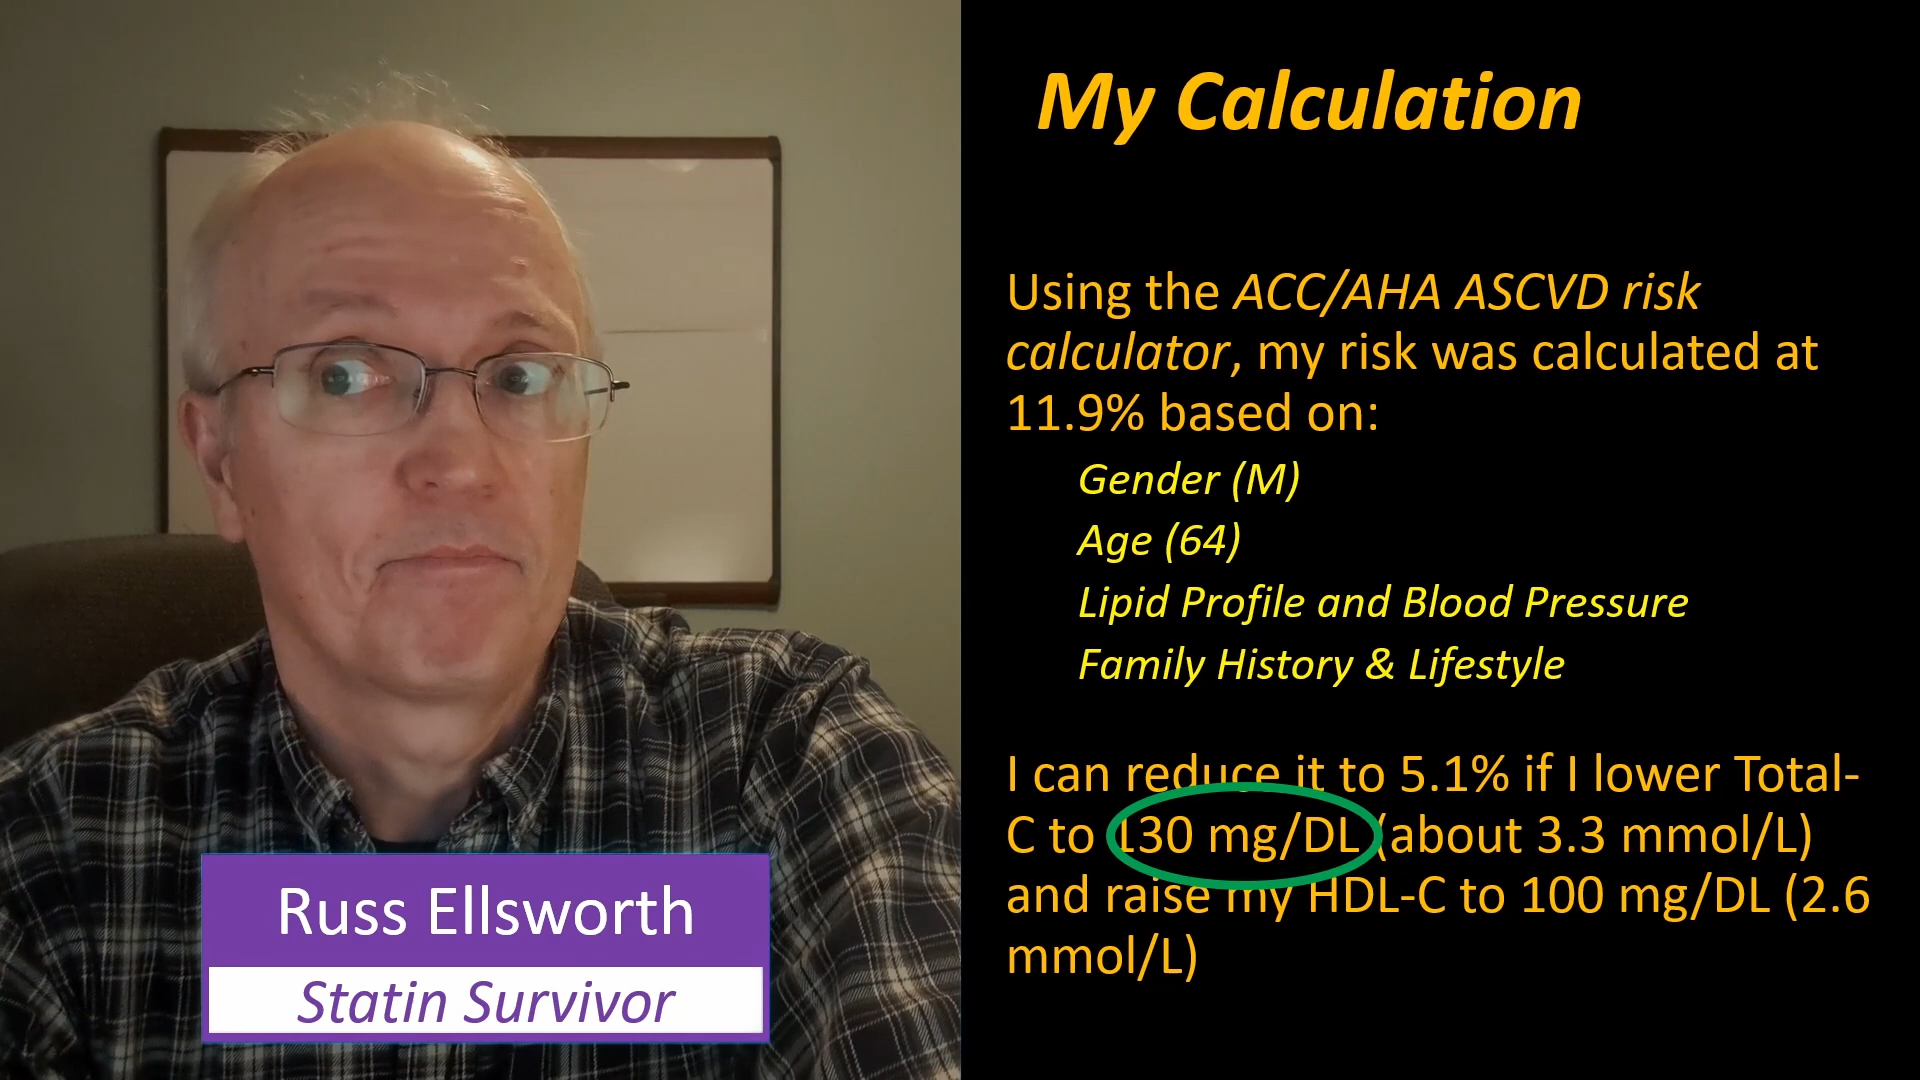 My Calculation
Using the ACC/AHA ASCVD risk
calculator, my risk was calculated at
11.9% based on:
Gender (M)
Age (64)
Lipid Profile and Blood Pressure
Family History & Lifestyle
I can reduce it to 5.1% if I lower Total-
C to 130 mg/DL (about 3.3 mmol/L)
and raise my HDL-C to 100 mg/DL (2.6
mmol/L)
Russ Ellsworth
Statin Survivor